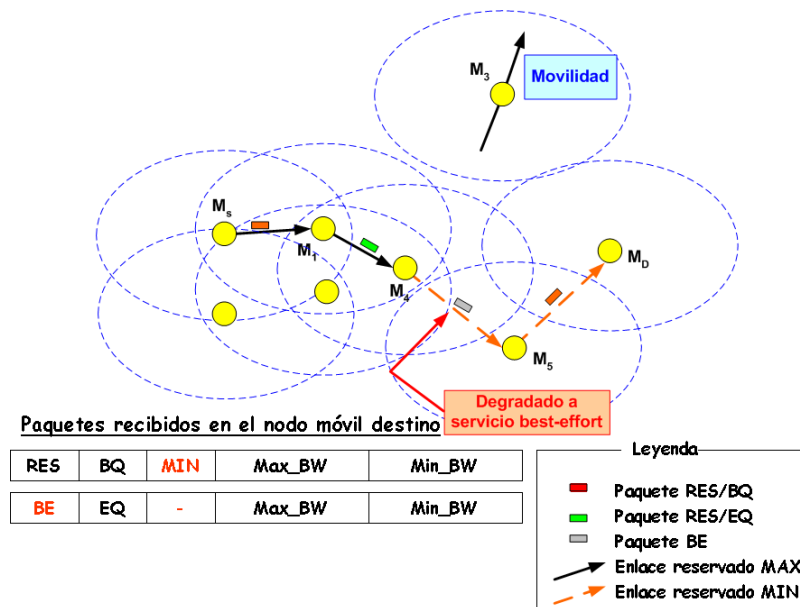 M3
Movilidad
Ms
M1
M4
MD
M5
Degradado a
servicio best-effort
Paquetes recibidos en el nodo móvil destino
RES BQ MIN Max_BW Min_BW
BE EQ - Max_BW Min_BW
Leyenda
Paquete RES/BQ
Paquete RES/EQ
Paquete BE
Enlace reservado MAX
Enlace reservado MIN